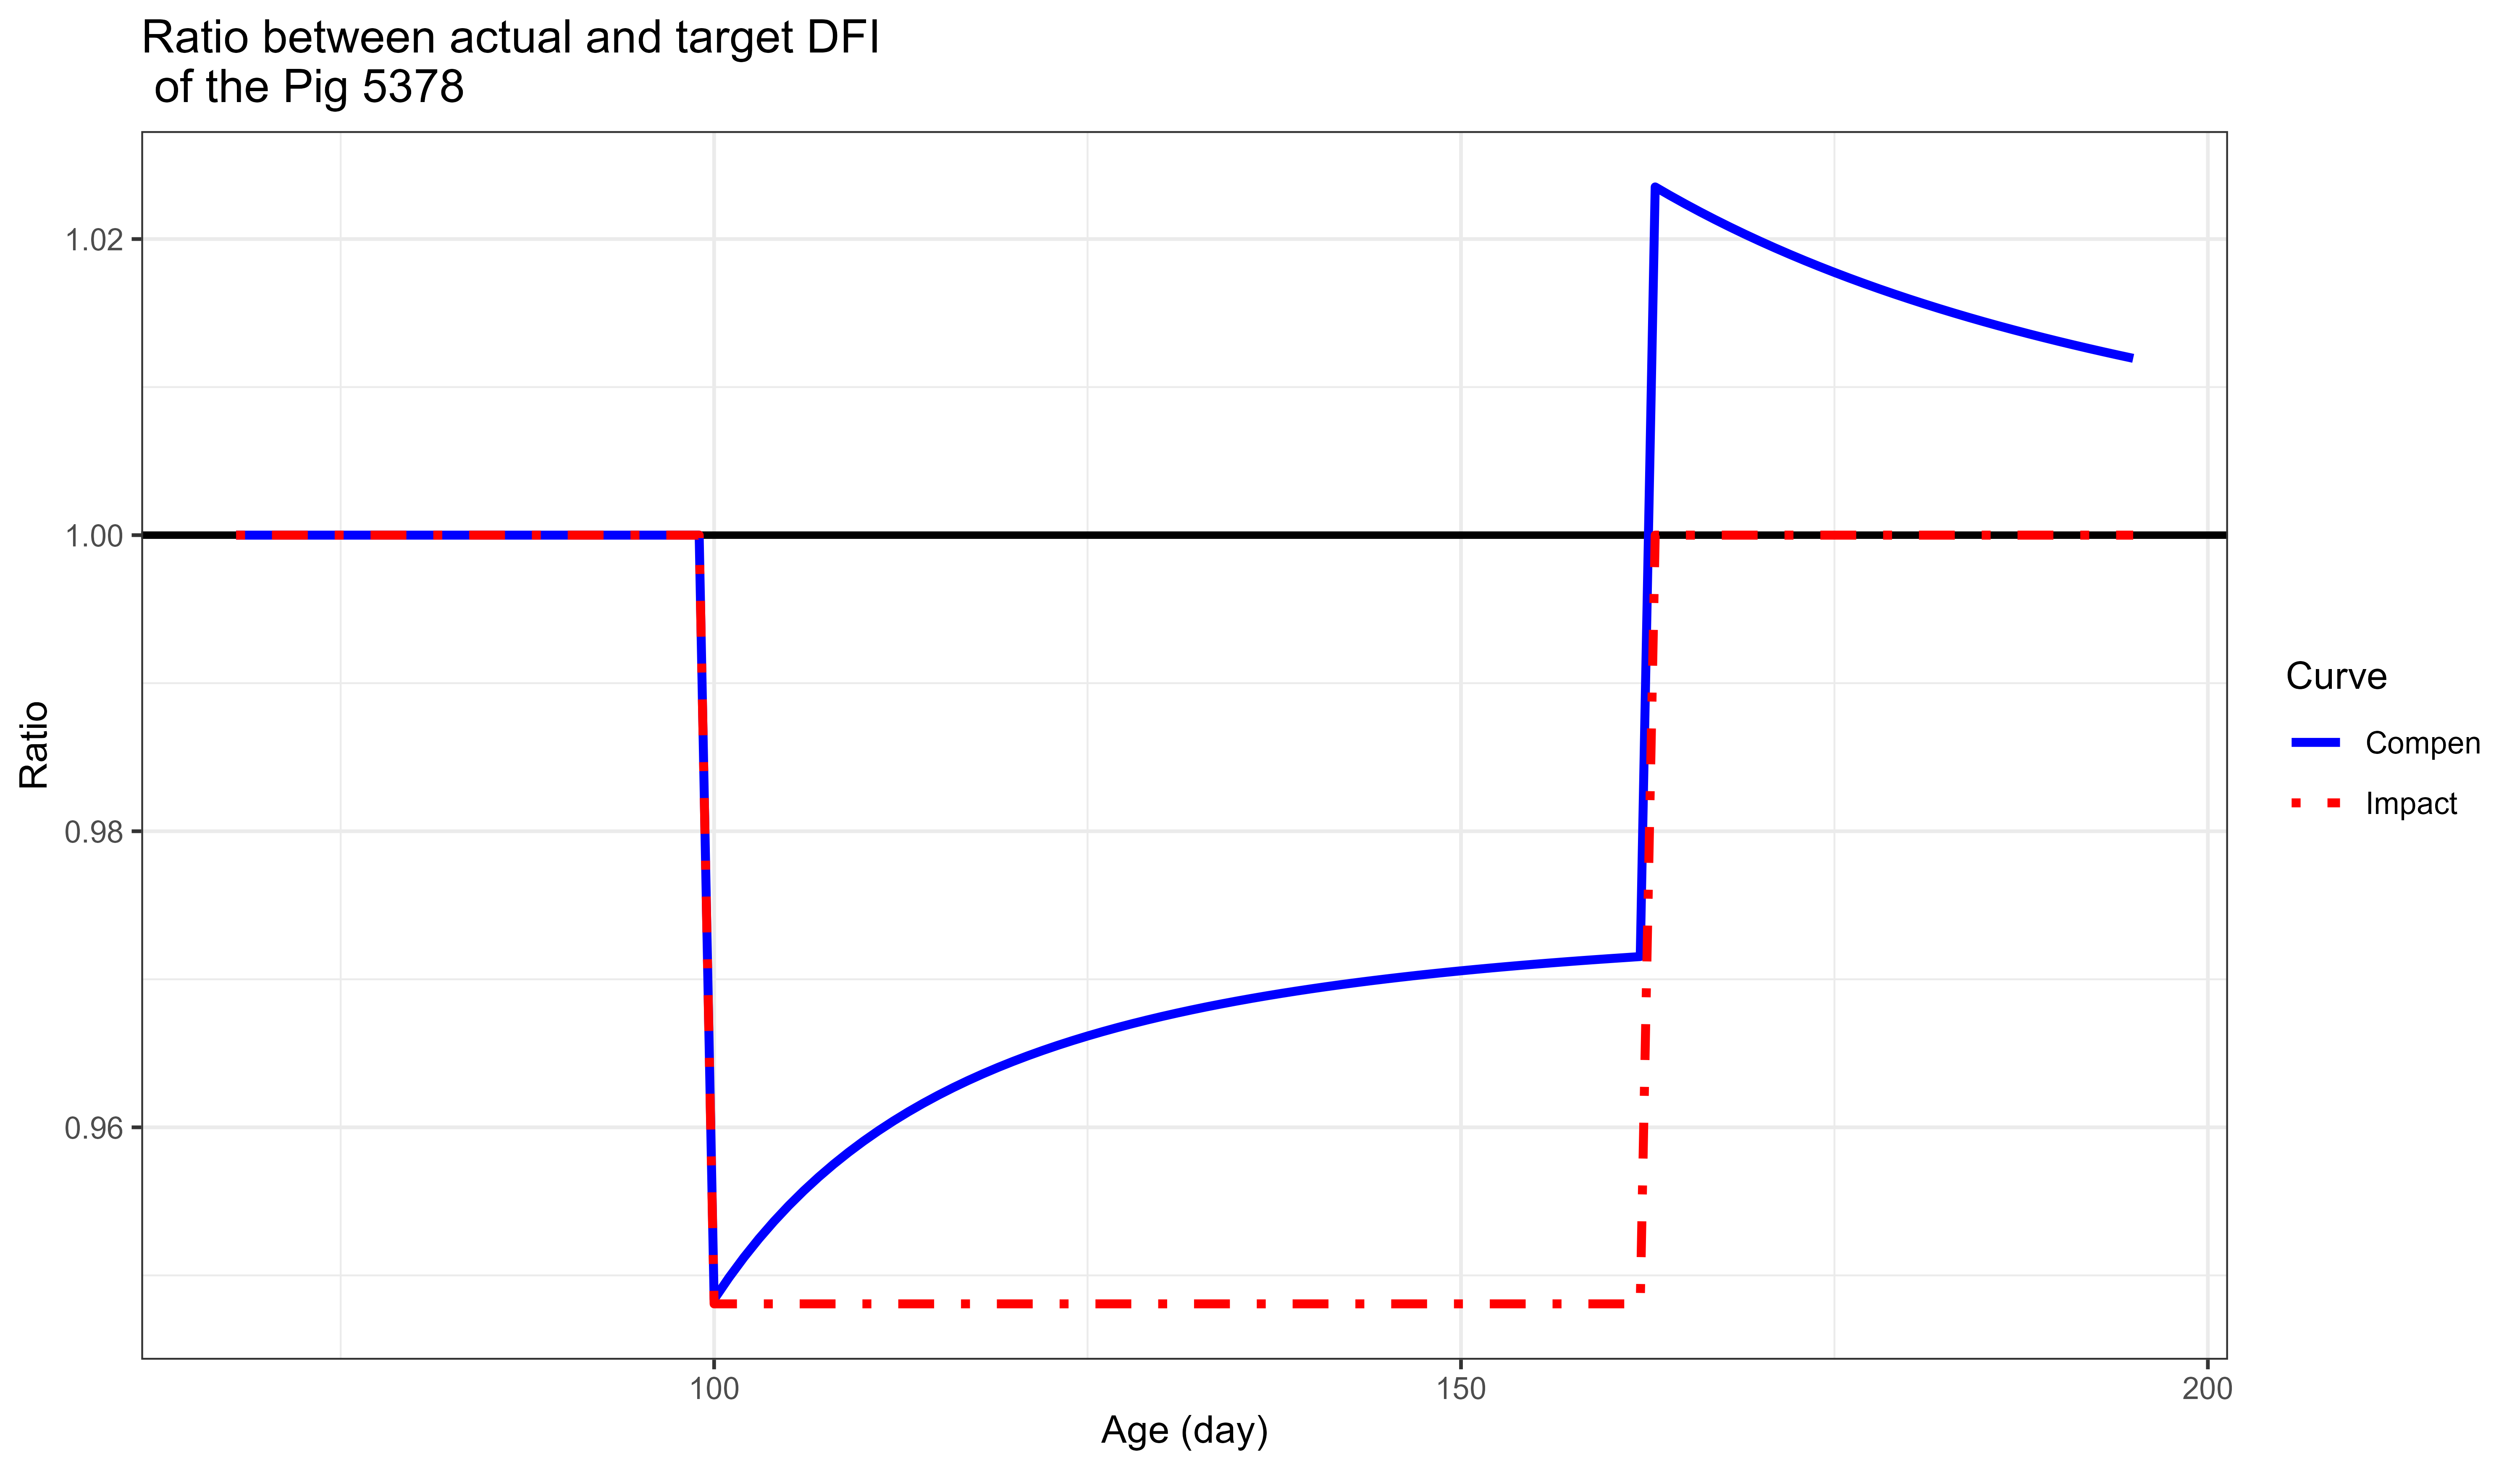 Ratio between actual and target DFI
of the Pig 5378
1.02
1.00
0.98
0.96
Ratio
100
150
200
Age (day)
Curve
Compen
Impact